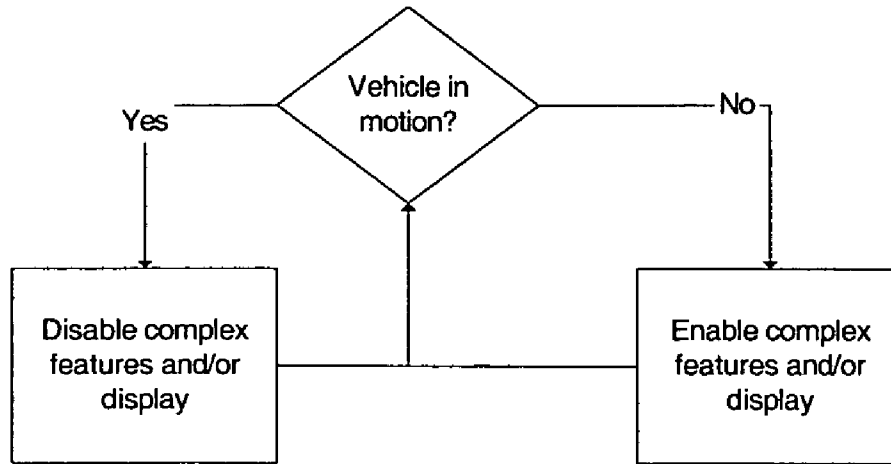 Vehicle in
motion?
Yes
No
Disable complex
features and/or
display
Enable complex
features and/or
display